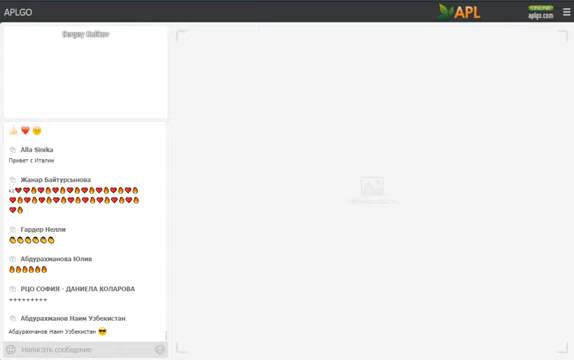 APLGO
APL
ONLINE
aplgo.com
Sergey Kulikov
Alla Sinika
Привет с Италии
Жанар Байтурсынова
кz
Гардер Нелли
Абдурахманова Юлия
РЦО СОФИЯ - ДАНИЕЛА КОЛАРОВА
+++++++++
Абдурахманов Наим Узбекистан
Абдурахманов Наим Узбекистан
Написать сообщение